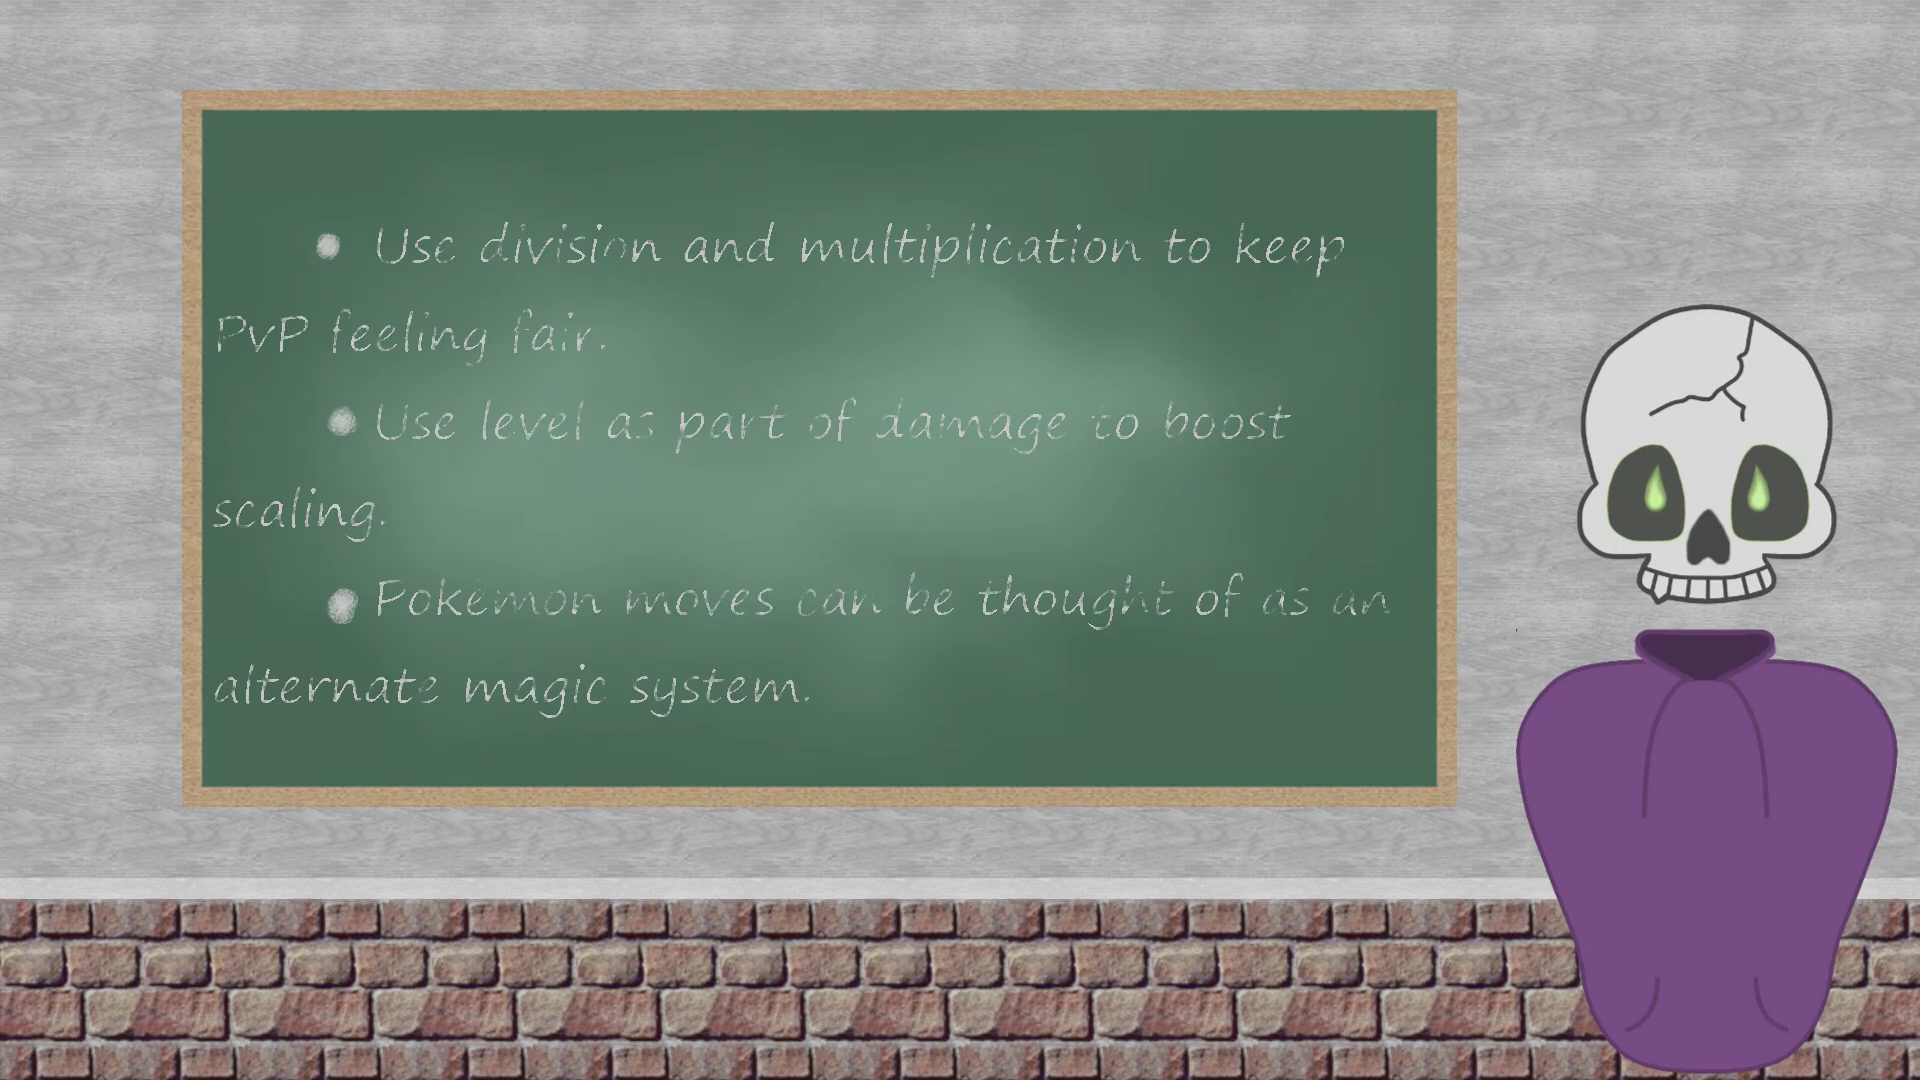 • Use division and multiplication to keep
PvP feeling fair.
• Use level as part of damage to boost
scaling.
• Pokemon moves can be thought of as an
alternate magic system.